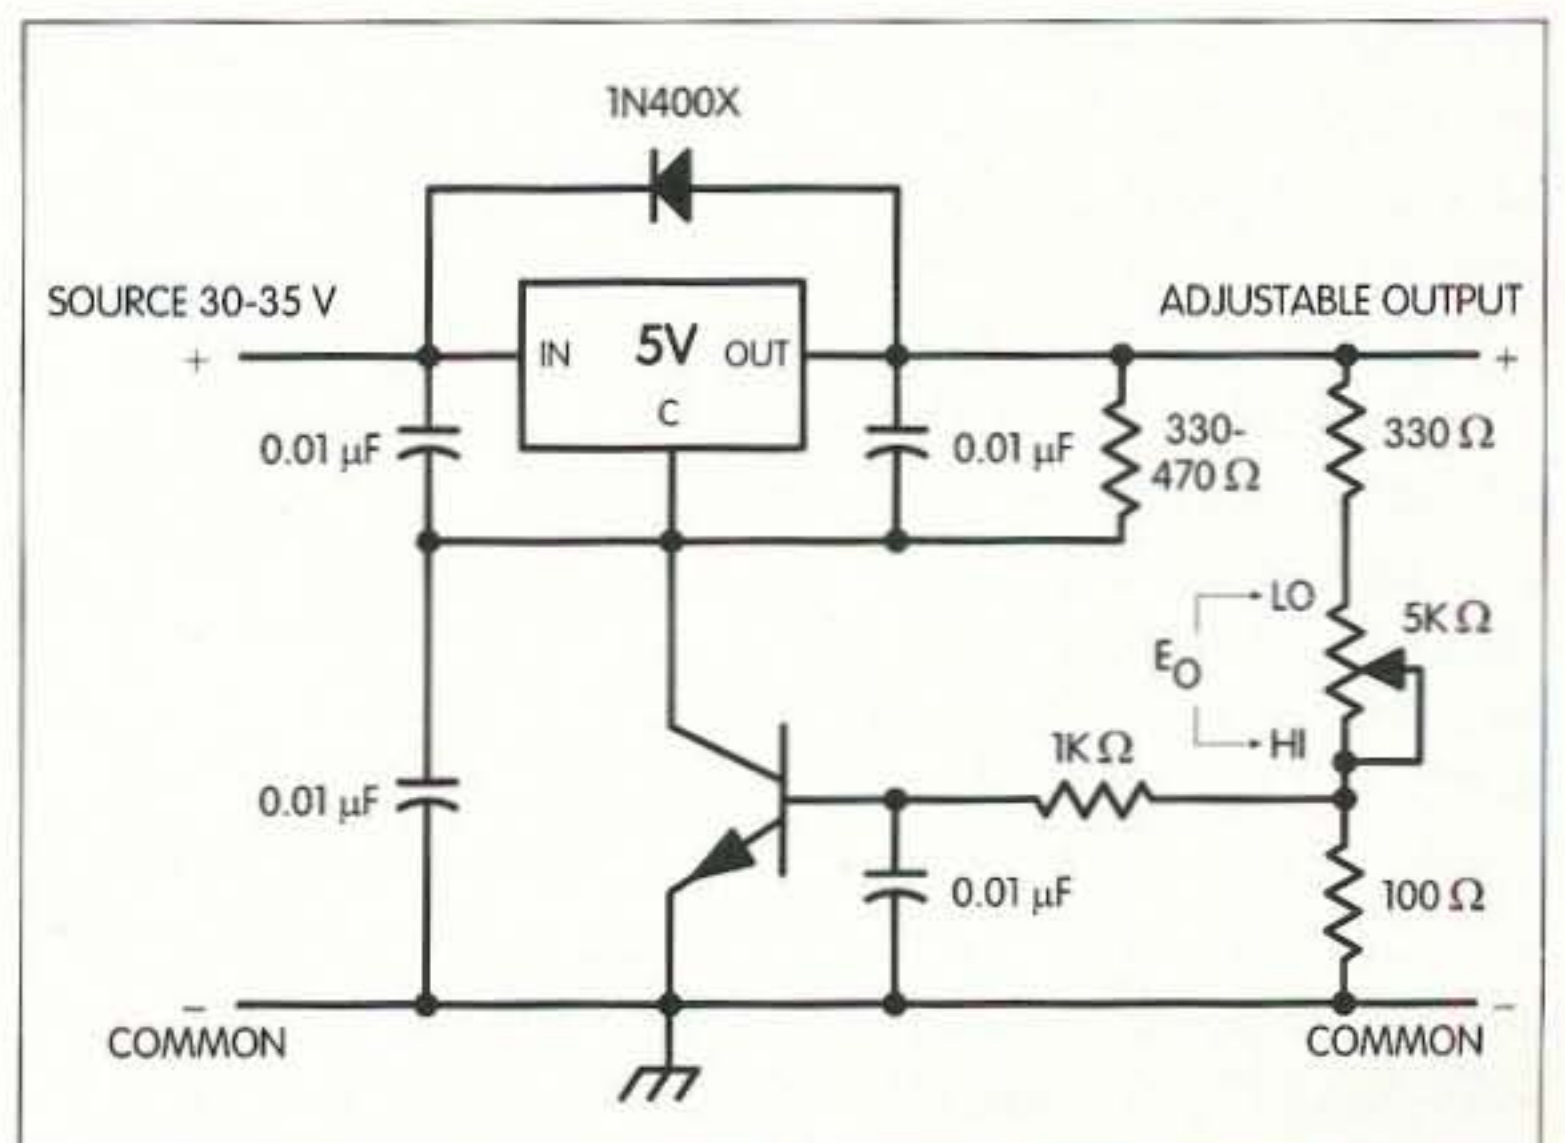 1N400X
SOURCE 30-35 V
ADJUSTABLE OUTPUT
+
IN
5V
OUT
+
C
0.01 µF
0.01 µF
330-
470 Ω
330 Ω
LO
5K Ω
EO
HI
1K Ω
0.01 µF
0.01 µF
100 Ω
−
COMMON
−
COMMON